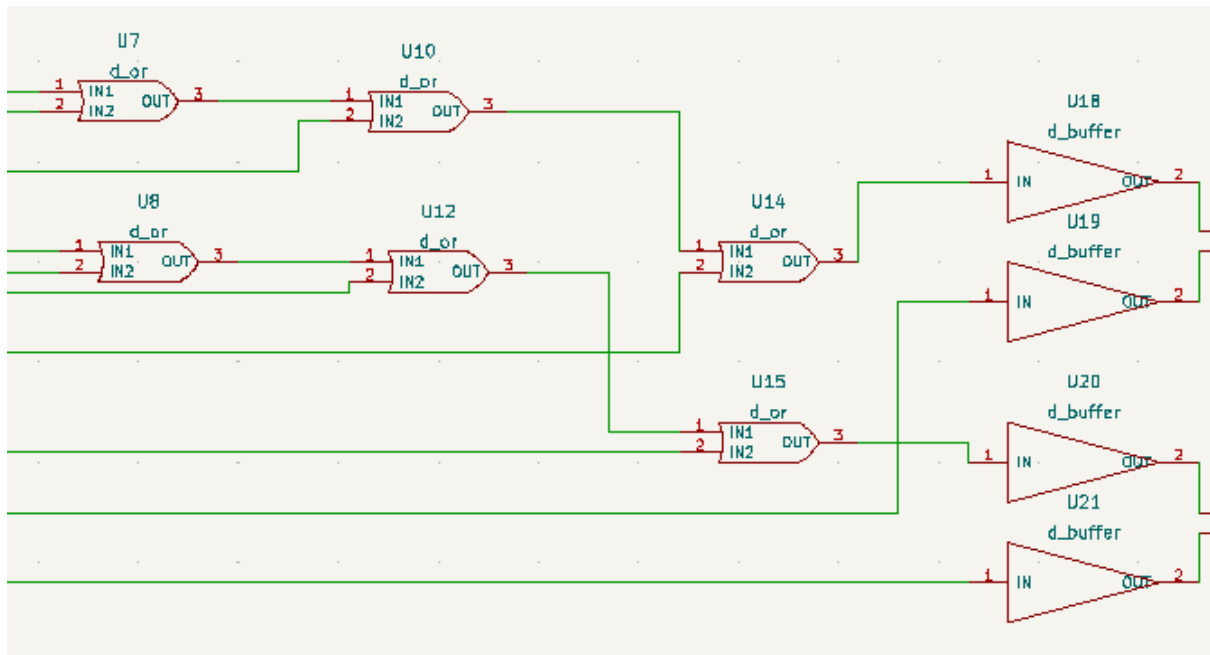 U7
d_or
1 IN1 OUT 3
2 IN2
U10
d_or
1 IN1 OUT 3
2 IN2
U18
d_buffer
1 IN OUT 2
U8
d_or
1 IN1 OUT 3
2 IN2
U12
d_or
1 IN1 OUT 3
2 IN2
U14
d_or
1 IN1 OUT 3
2 IN2
U19
d_buffer
1 IN OUT 2
U15
d_or
1 IN1 OUT 3
2 IN2
U20
d_buffer
1 IN OUT 2
U21
d_buffer
1 IN OUT 2